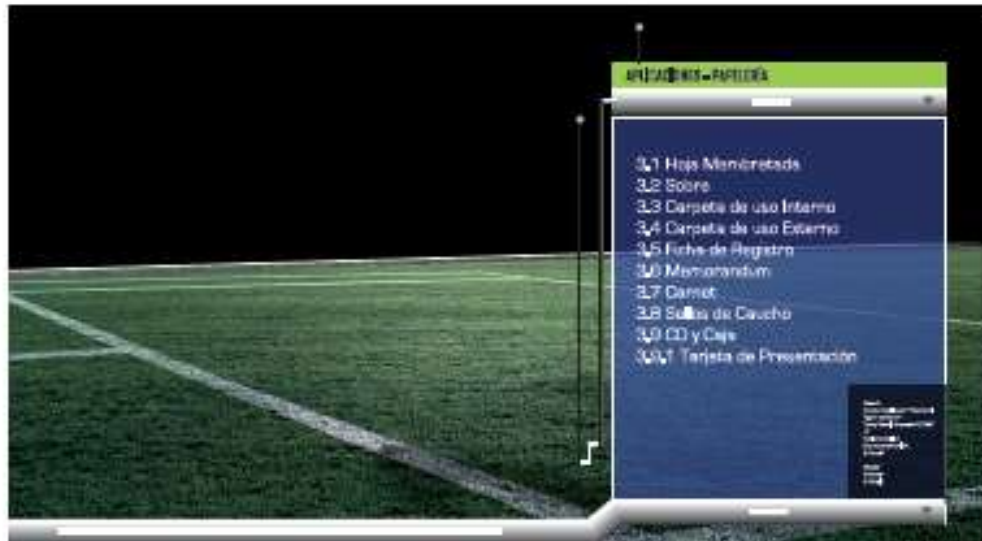 APLICACIONES - PAPELERÍA
3.1 Hoja Membretada
3.2 Sobre
3.3 Carpeta de uso Interno
3.4 Carpeta de uso Externo
3.5 Ficha de Registro
3.6 Memorandum
3.7 Carnet
3.8 Sellos de Caucho
3.9 CD y Caja
3.9.1 Tarjeta de Presentación